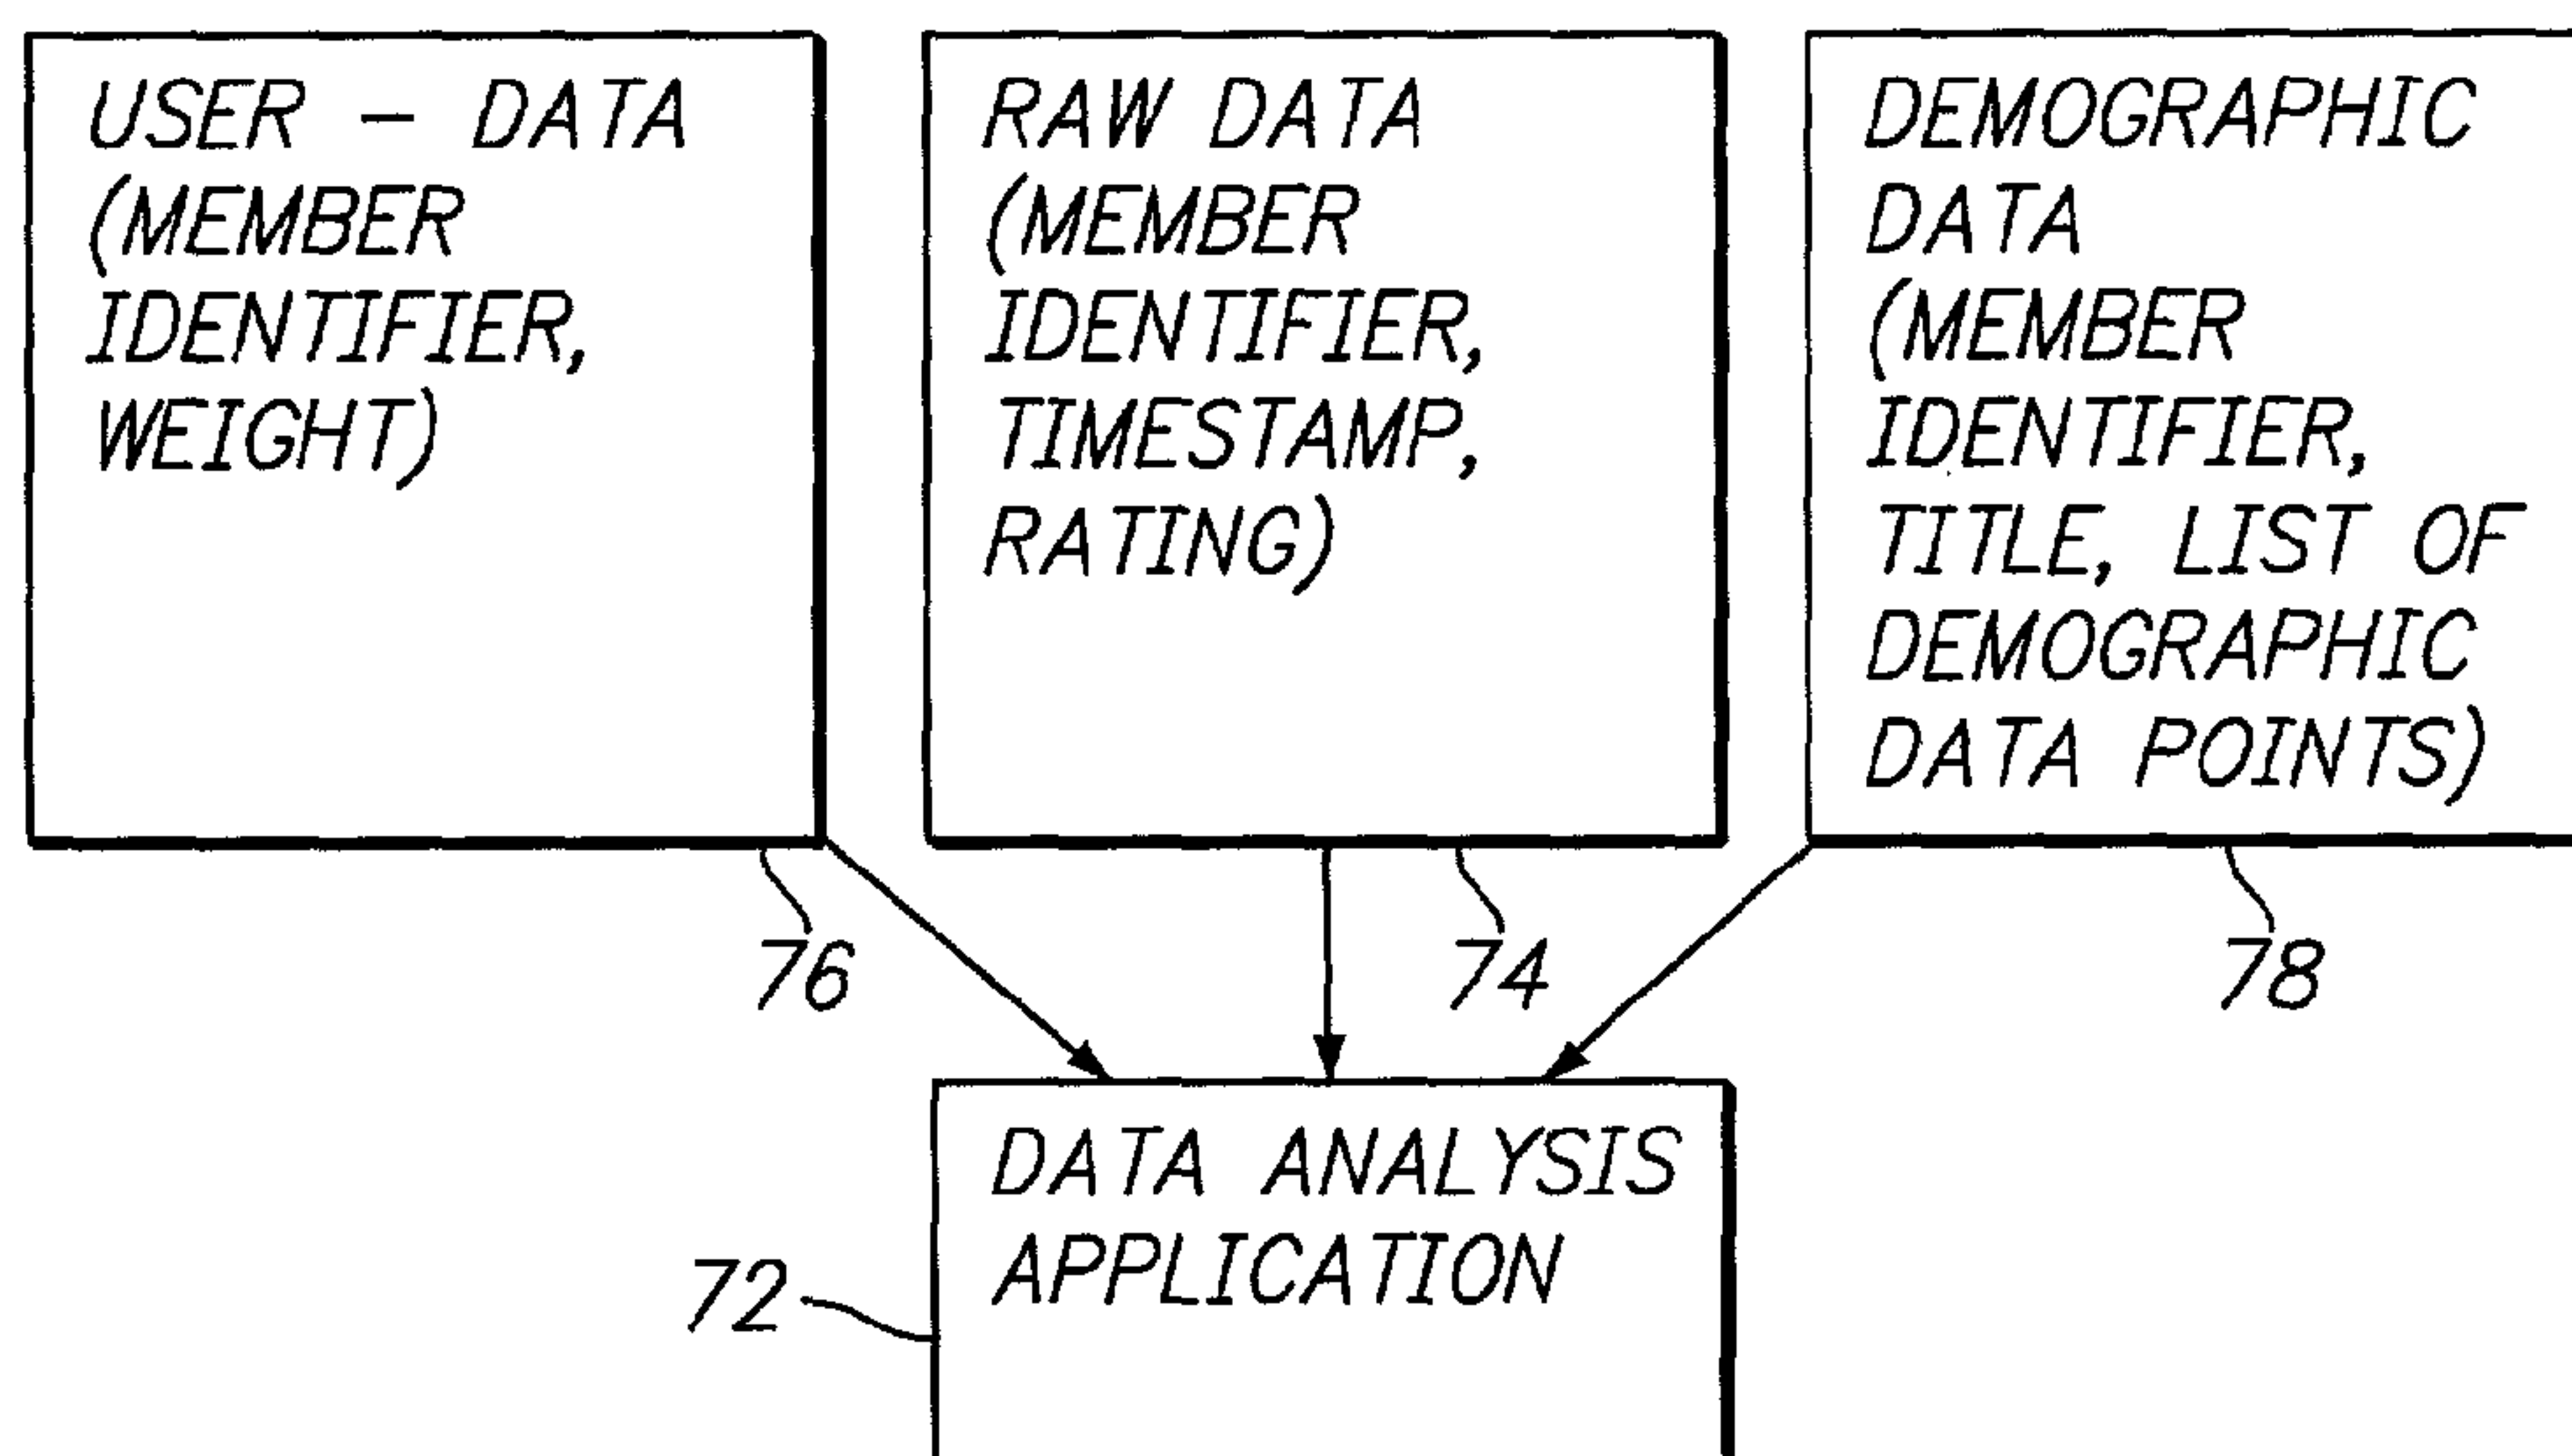 USER - DATA
(MEMBER
IDENTIFIER,
WEIGHT)
RAW DATA
(MEMBER
IDENTIFIER,
TIMESTAMP,
RATING)
DEMOGRAPHIC
DATA
(MEMBER
IDENTIFIER,
TITLE, LIST OF
DEMOGRAPHIC
DATA POINTS)
76
74
78
DATA ANALYSIS
APPLICATION
72